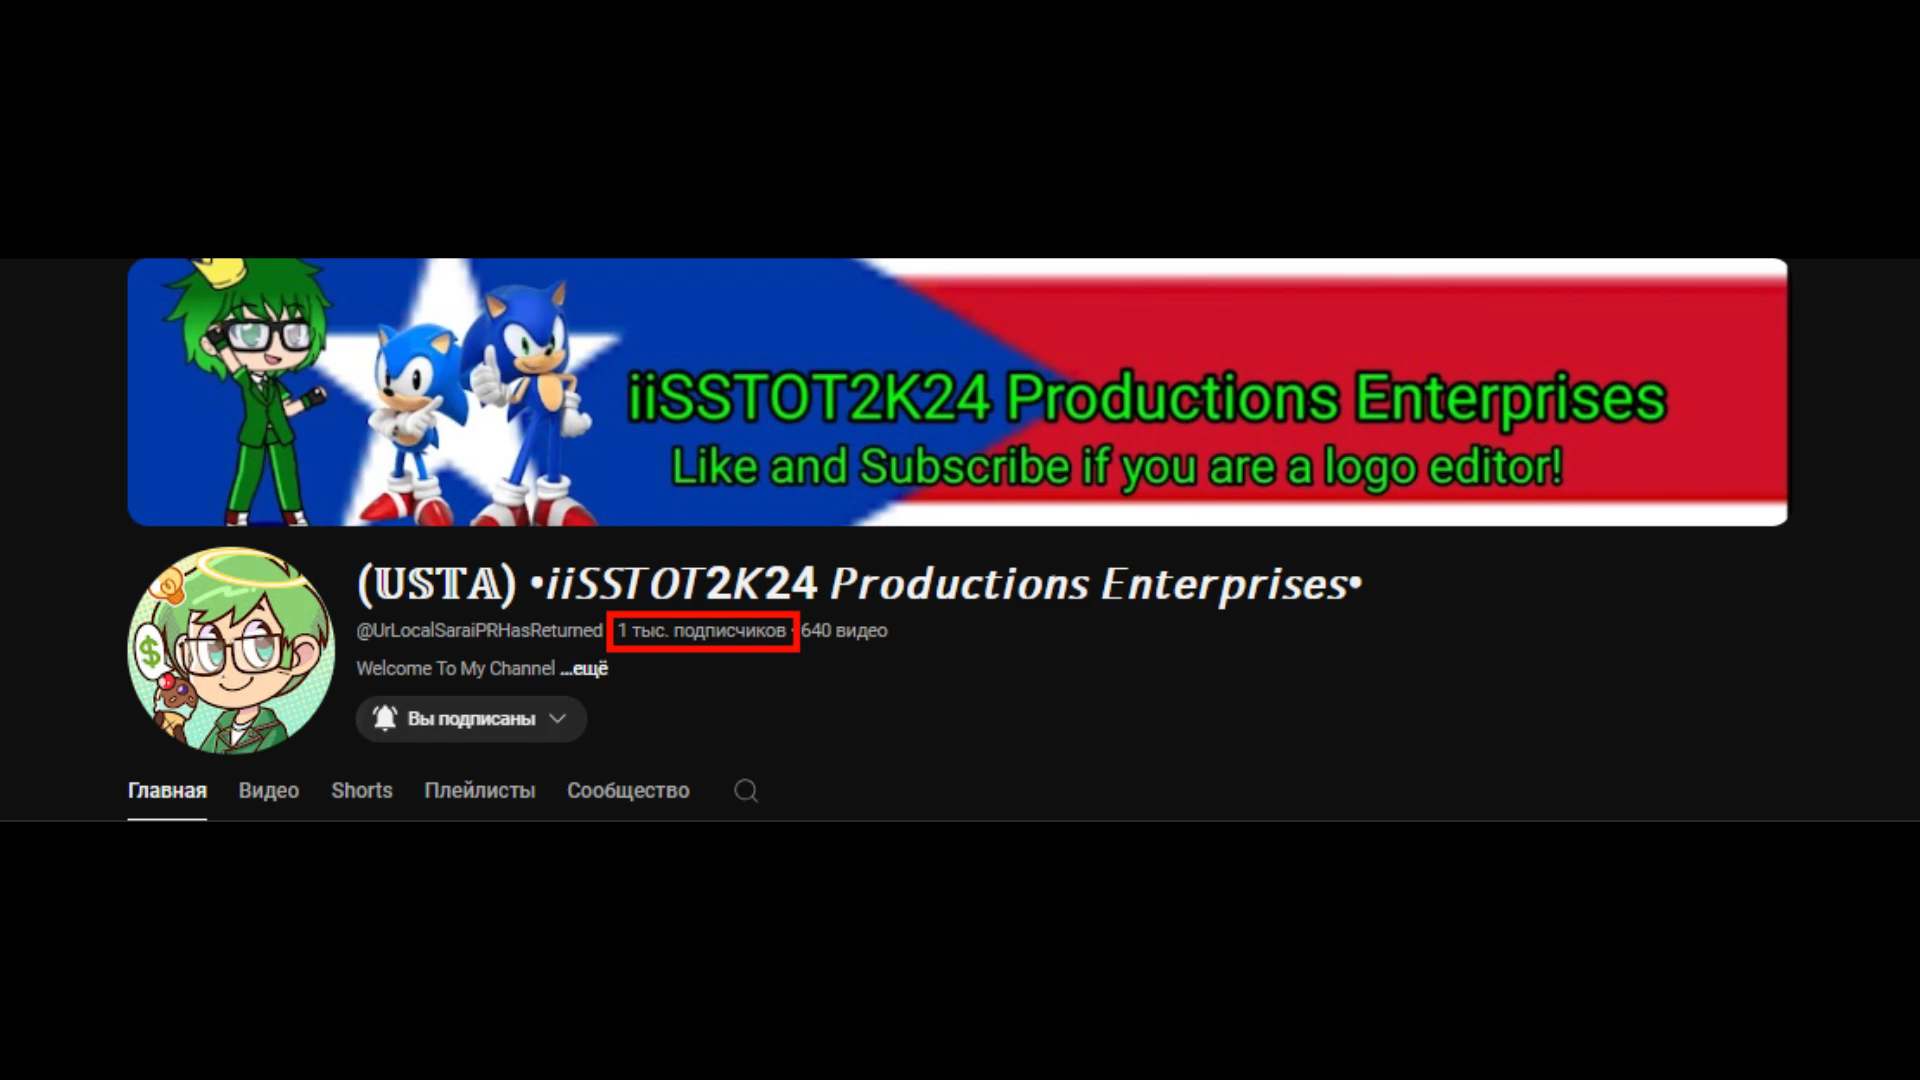 iiSSTOT2K24 Productions Enterprises
Like and Subscribe if you are a logo editor!
(𝕌𝕊𝕋𝔸) •𝘪𝘪𝘚𝘚𝘛𝘖𝘛2𝘒24 𝘗𝘳𝘰𝘥𝘶𝘤𝘵𝘪𝘰𝘯𝘴 𝘌𝘯𝘵𝘦𝘳𝘱𝘳𝘪𝘴𝘦𝘴•
@UrLocalSaraiPRHasReturned 1 тыс. подписчиков · 640 видео
Welcome To My Channel ...ещё
$
Вы подписаны
Главная Видео Shorts Плейлисты Сообщество